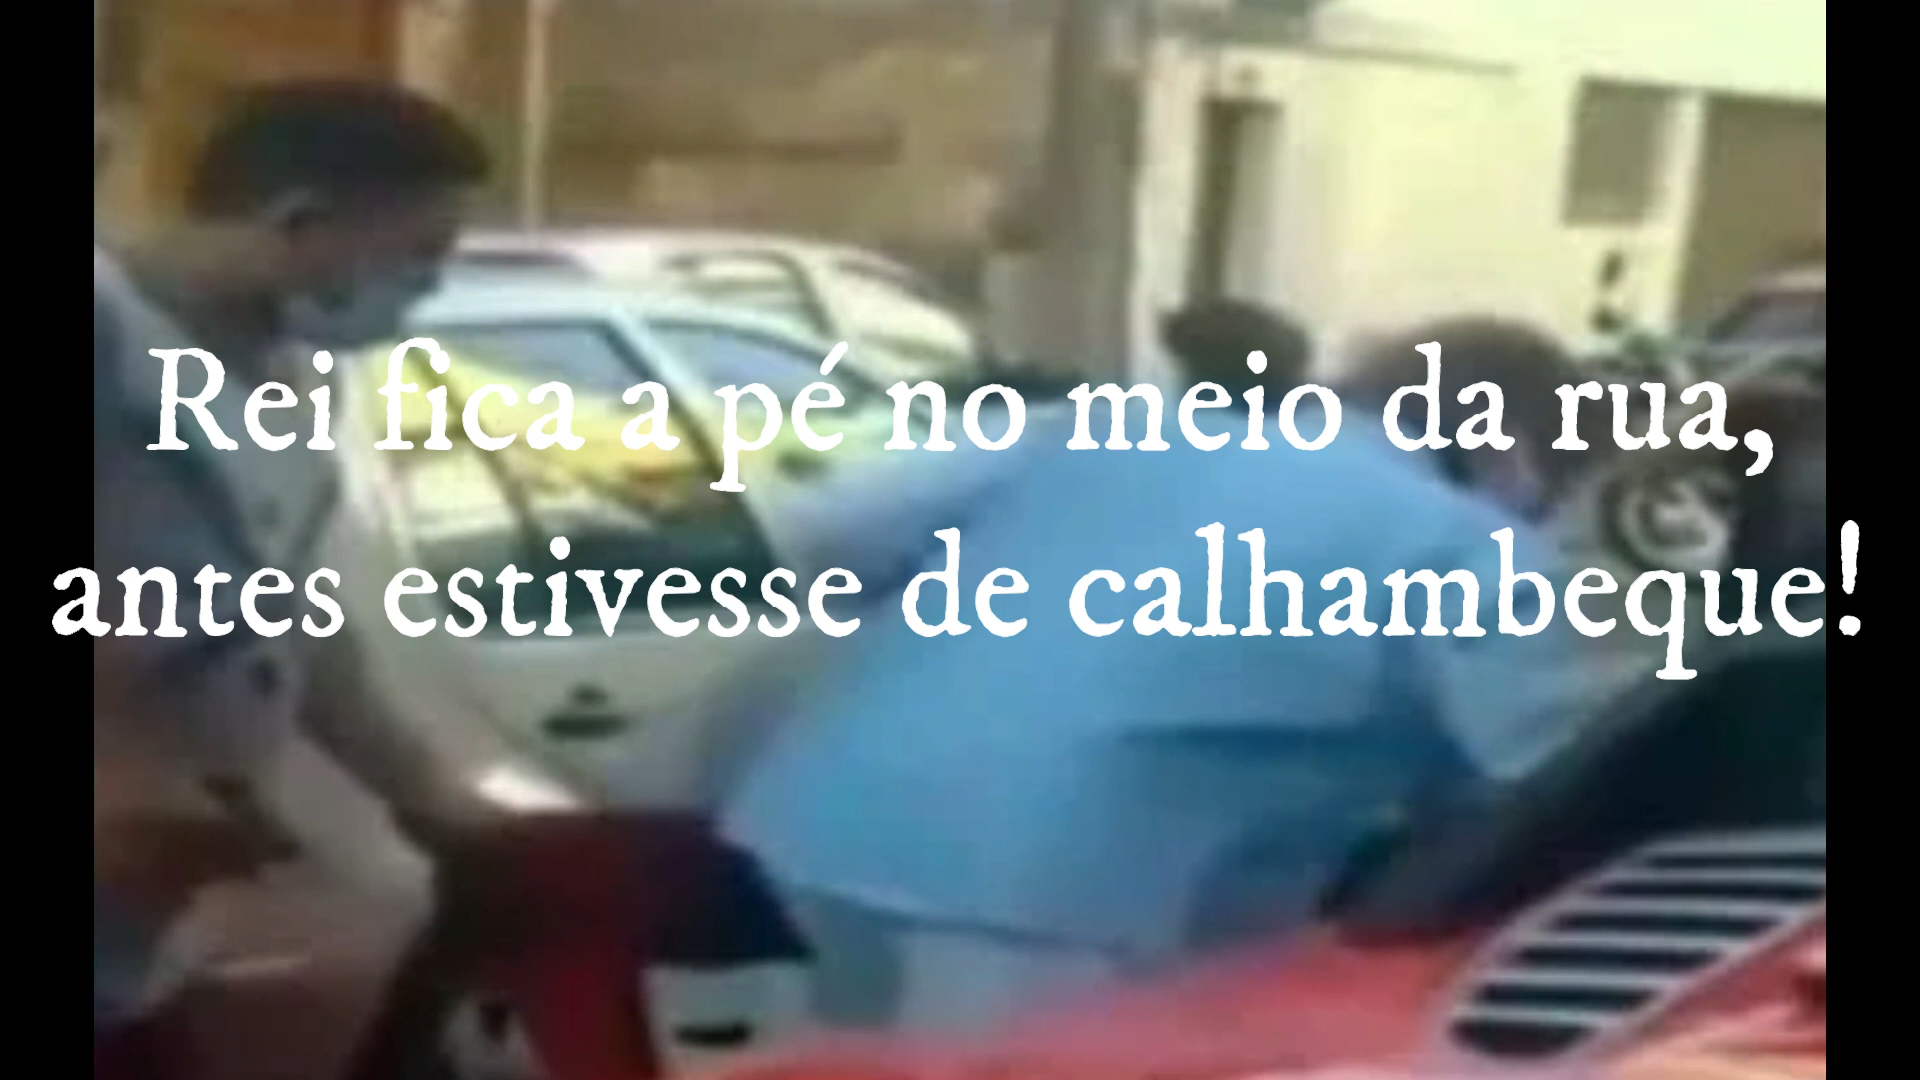 Rei fica a pé no meio da rua,
antes estivesse de calhambeque!